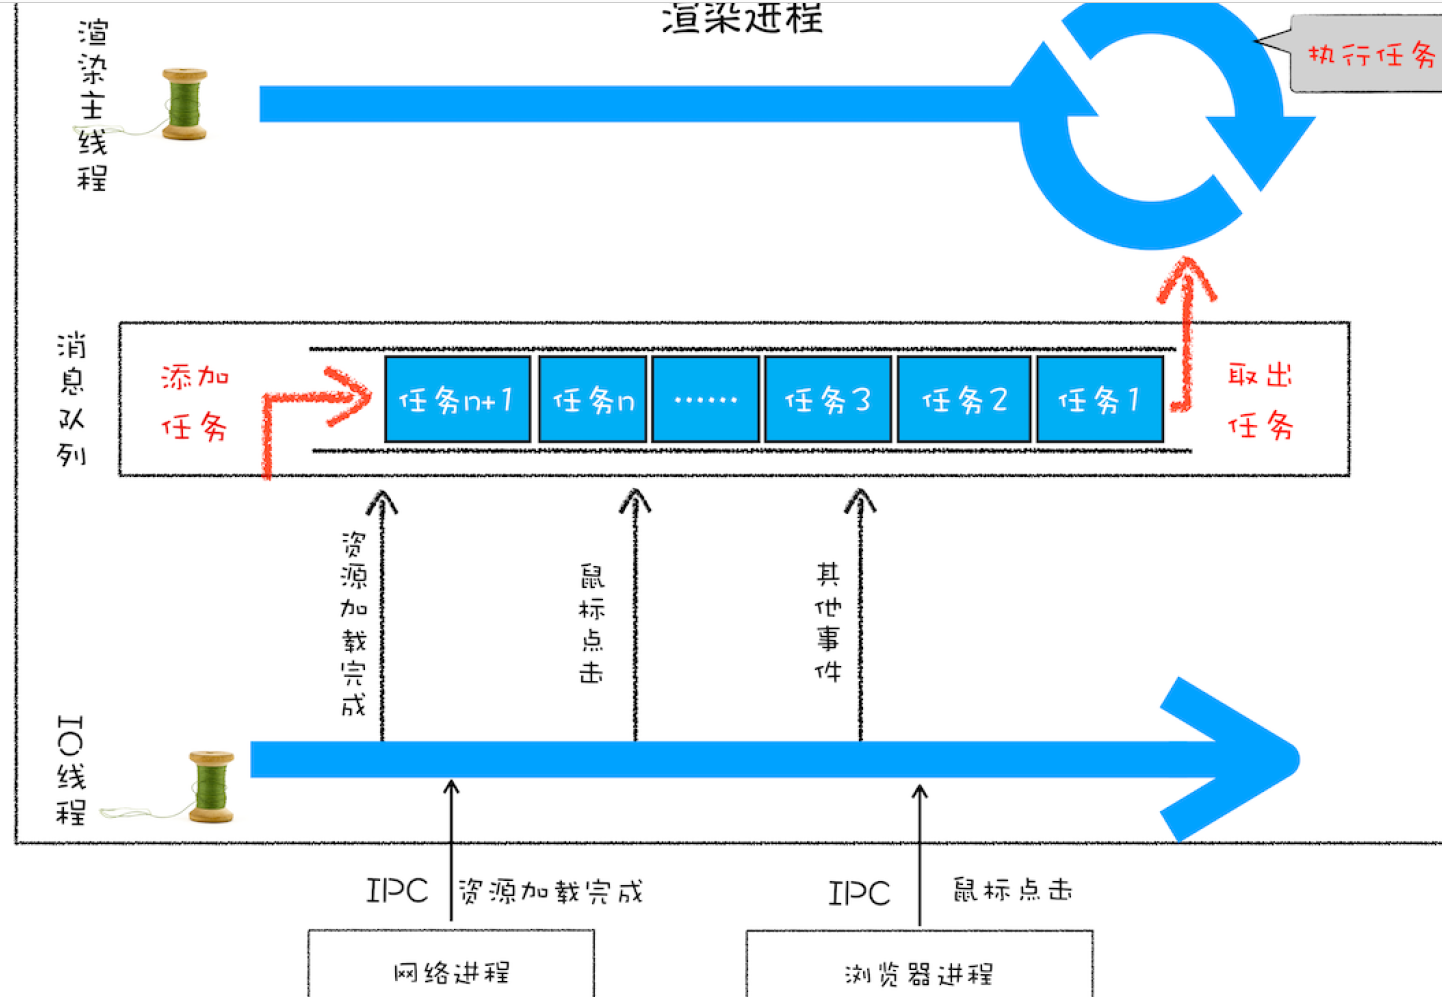 渲染进程
渲染主线程
执行任务
消息队列
添加
任务
任务n+1
任务n
……
任务3
任务2
任务1
取出
任务
资源加载完成
鼠标点击
其他事件
IO线程
IPC
资源加载完成
IPC
鼠标点击
网络进程
浏览器进程